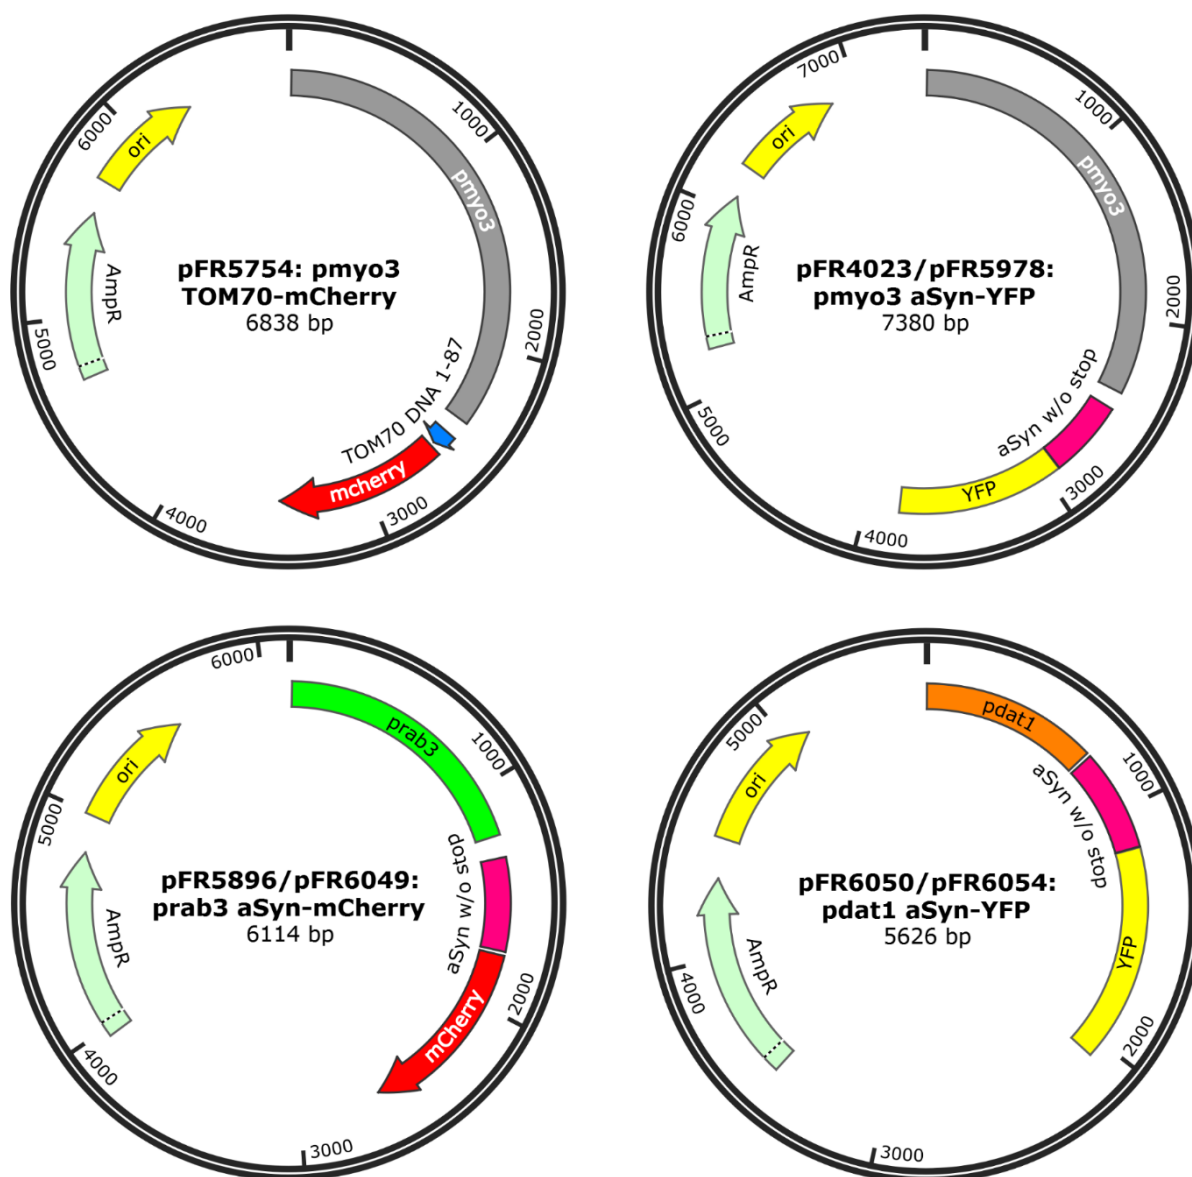 1000
2000
3000
4000
5000
6000
pmyo3
TOM70 DNA 1-87
mcherry
AmpR
ori
pFR5754: pmyo3
TOM70-mCherry
6838 bp
1000
2000
3000
4000
5000
6000
7000
pmyo3
aSyn w/o stop
YFP
AmpR
ori
pFR4023/pFR5978:
pmyo3 aSyn-YFP
7380 bp
1000
2000
3000
4000
5000
6000
prab3
aSyn w/o stop
mCherry
AmpR
ori
pFR5896/pFR6049:
prab3 aSyn-mCherry
6114 bp
1000
2000
3000
4000
5000
pdat1
aSyn w/o stop
YFP
AmpR
ori
pFR6050/pFR6054:
pdat1 aSyn-YFP
5626 bp